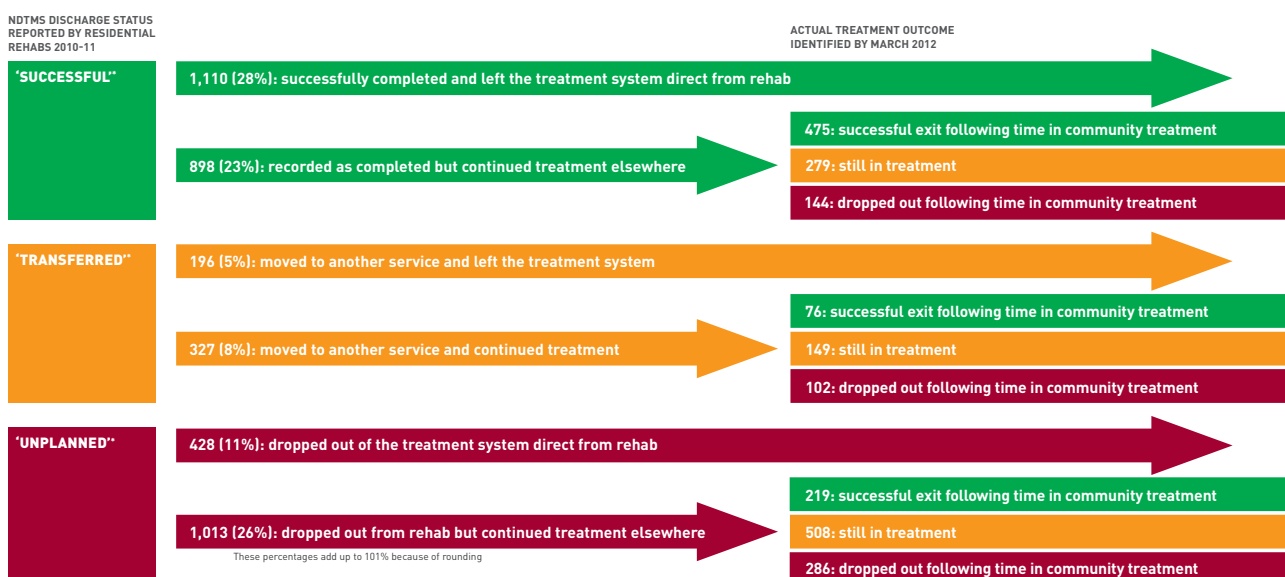 NDTMS DISCHARGE STATUS
REPORTED BY RESIDENTIAL
REHABS 2010-11
ACTUAL TREATMENT OUTCOME
IDENTIFIED BY MARCH 2012
‘SUCCESSFUL’*
1,110 (28%): successfully completed and left the treatment system direct from rehab
898 (23%): recorded as completed but continued treatment elsewhere
475: successful exit following time in community treatment
279: still in treatment
144: dropped out following time in community treatment
‘TRANSFERRED’*
196 (5%): moved to another service and left the treatment system
327 (8%): moved to another service and continued treatment
76: successful exit following time in community treatment
149: still in treatment
102: dropped out following time in community treatment
‘UNPLANNED’*
428 (11%): dropped out of the treatment system direct from rehab
1,013 (26%): dropped out from rehab but continued treatment elsewhere
These percentages add up to 101% because of rounding
219: successful exit following time in community treatment
508: still in treatment
286: dropped out following time in community treatment